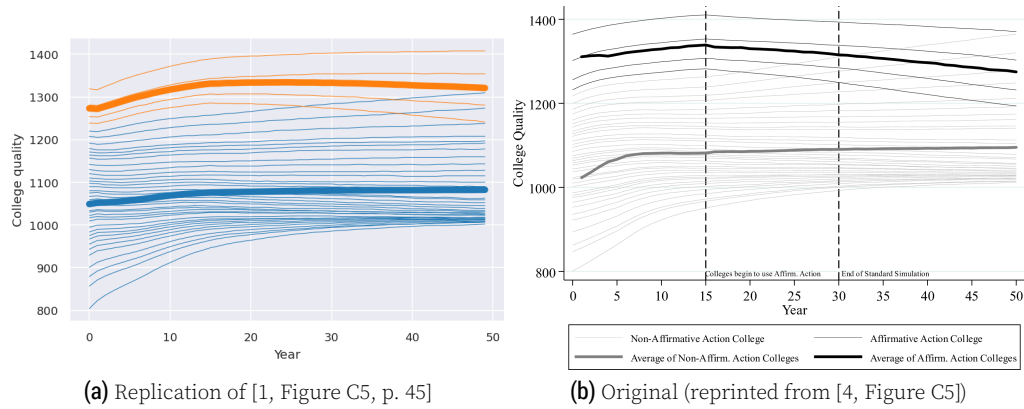 1400
1300
1200
1100
1000
900
800
College quality
0 10 20 30 40 50
Year
(a) Replication of [1, Figure C5, p. 45]
1400
1200
1000
800
College Quality
Colleges begin to use Affirm. Action
End of Standard Simulation
0 5 10 15 20 25 30 35 40 45 50
Year
Non-Affirmative Action College
Affirmative Action College
Average of Non-Affirm. Action Colleges
Average of Affirm. Action Colleges
(b) Original (reprinted from [4, Figure C5])